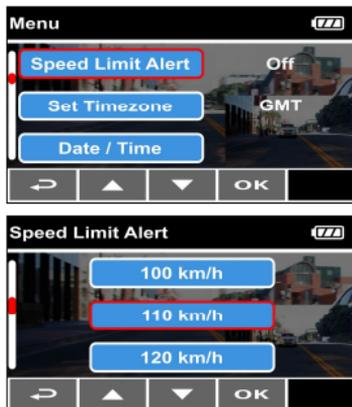 Menu
Speed Limit Alert Off
Set Timezone GMT
Date / Time
OK
Speed Limit Alert
100 km/h
110 km/h
120 km/h
OK